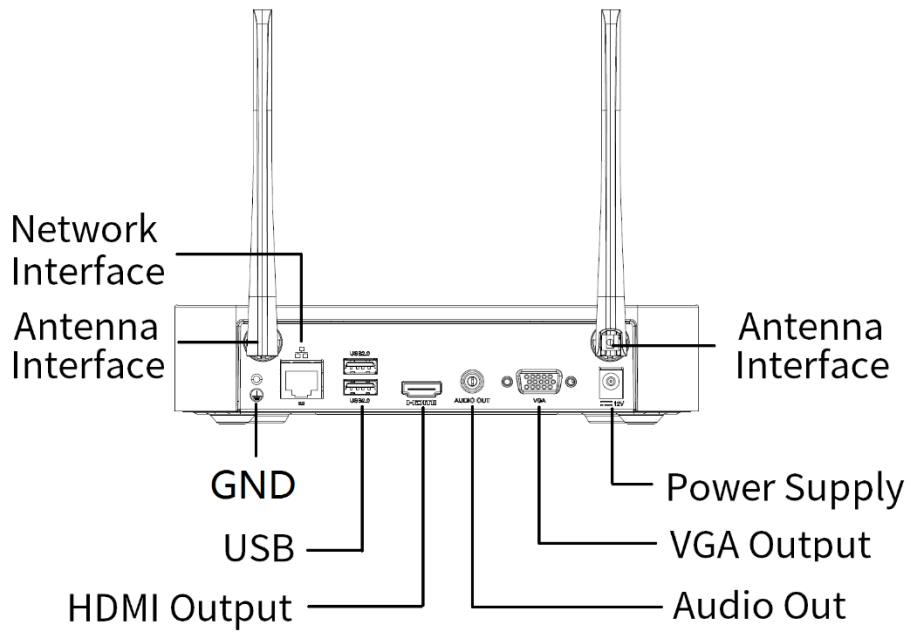 Network
Interface
Antenna
Interface
Antenna
Interface
USB2.0
USB2.0
HDMI
AUDIO OUT
VGA
12V
GND
Power Supply
USB
VGA Output
HDMI Output
Audio Out